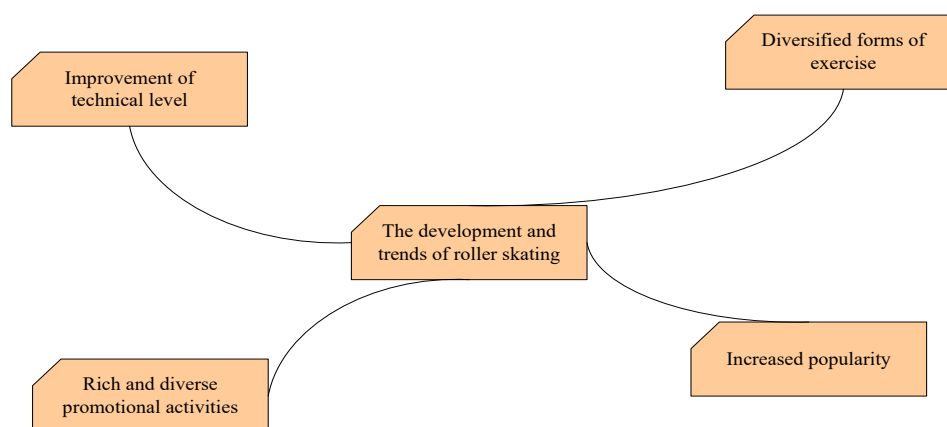 Diversified forms of
exercise
Improvement of
technical level
The development and
trends of roller skating
Increased popularity
Rich and diverse
promotional activities